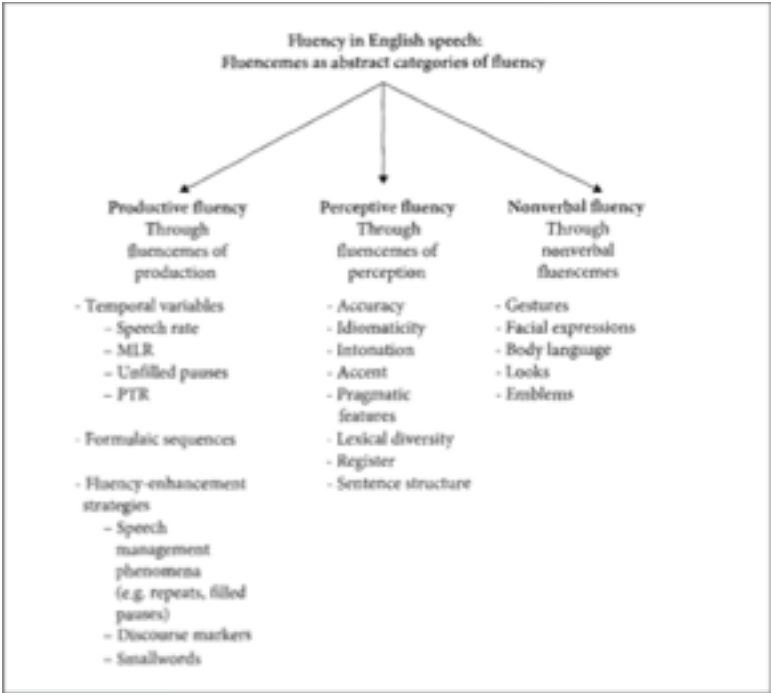 Fluency in English speech:
Fluencemes as abstract categories of fluency
Productive fluency
Through
fluencemes of
production
- Temporal variables
– Speech rate
– MLR
– Unfilled pauses
– PTR
- Formulaic sequences
- Fluency-enhancement
strategies
– Speech
management
phenomena
(e.g. repeats, filled
pauses)
– Discourse markers
– Smallwords
Perceptive fluency
Through
fluencemes of
perception
- Accuracy
- Idiomaticity
- Intonation
- Accent
- Pragmatic
features
- Lexical diversity
- Register
- Sentence structure
Nonverbal fluency
Through
nonverbal
fluencemes
- Gestures
- Facial expressions
- Body language
- Looks
- Emblems